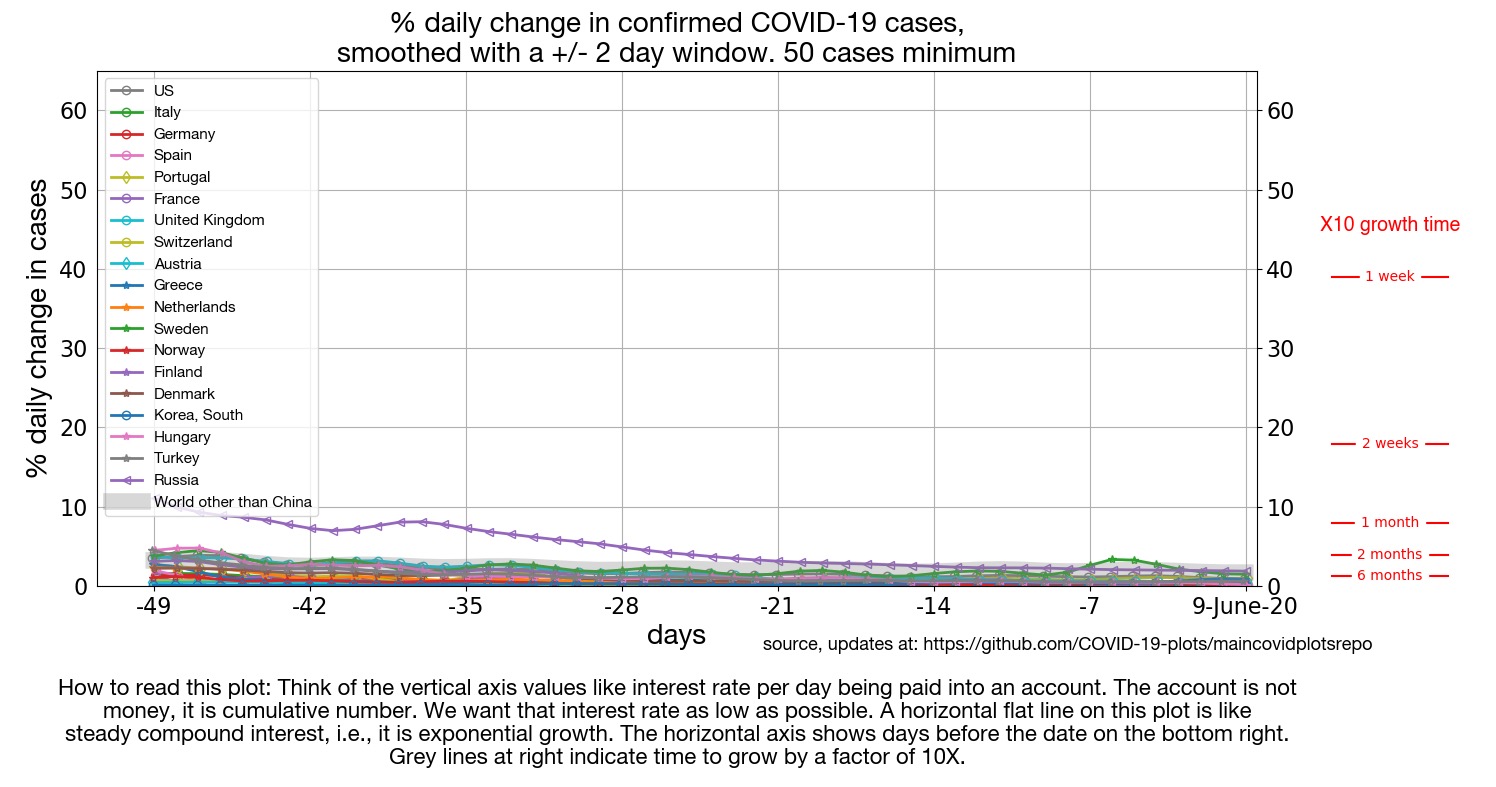 % daily change in confirmed COVID-19 cases,
smoothed with a +/- 2 day window. 50 cases minimum
% daily change in cases
60
50
40
30
20
10
0
US
Italy
Germany
Spain
Portugal
France
United Kingdom
Switzerland
Austria
Greece
Netherlands
Sweden
Norway
Finland
Denmark
Korea, South
Hungary
Turkey
Russia
World other than China
60
50
40
30
20
10
0
X10 growth time
1 week
2 weeks
1 month
2 months
6 months
-49
-42
-35
-28
-21
-14
-7
9-June-20
days
source, updates at: https://github.com/COVID-19-plots/maincovidplotsrepo
How to read this plot: Think of the vertical axis values like interest rate per day being paid into an account. The account is not
money, it is cumulative number. We want that interest rate as low as possible. A horizontal flat line on this plot is like
steady compound interest, i.e., it is exponential growth. The horizontal axis shows days before the date on the bottom right.
Grey lines at right indicate time to grow by a factor of 10X.